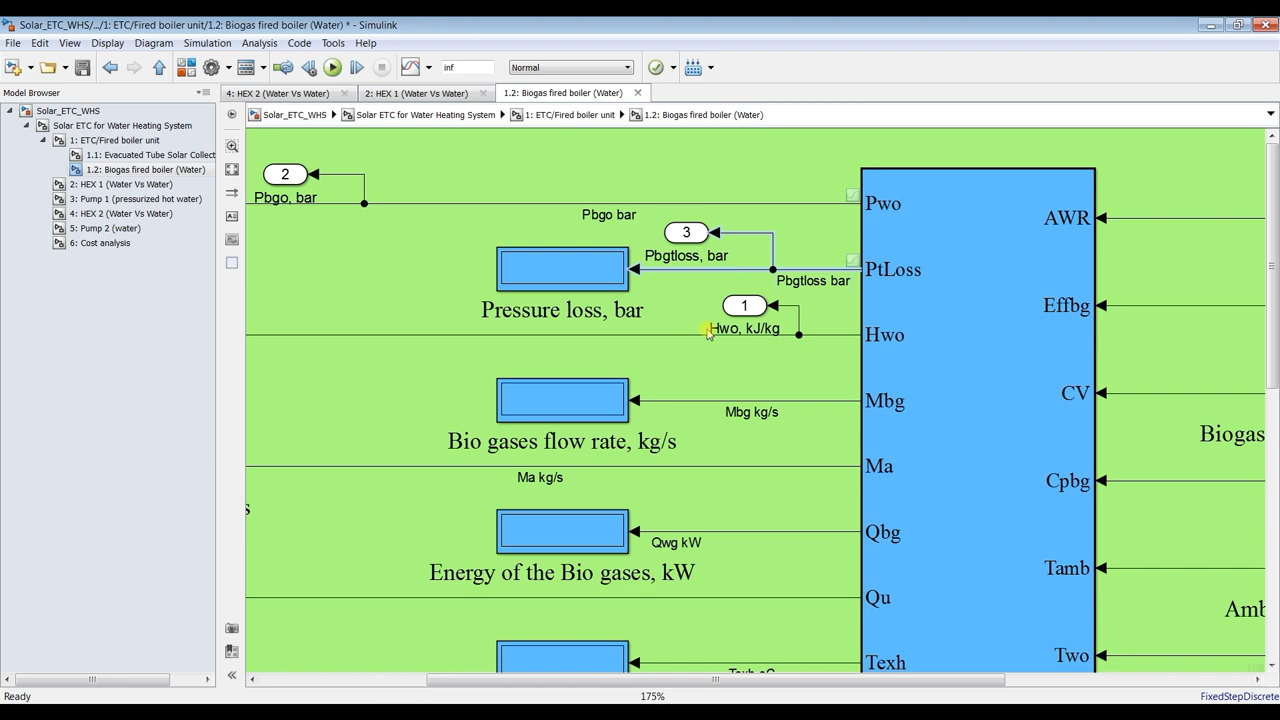 Solar_ETC_WHS/.../1: ETC/Fired boiler unit/1.2: Biogas fired boiler (Water) * - Simulink
File Edit View Display Diagram Simulation Analysis Code Tools Help
inf Normal
Model Browser
4: HEX 2 (Water Vs Water) 2: HEX 1 (Water Vs Water) 1.2: Biogas fired boiler (Water)
Solar_ETC_WHS Solar ETC for Water Heating System 1: ETC/Fired boiler unit 1.2: Biogas fired boiler (Water)
Solar_ETC_WHS
Solar ETC for Water Heating System
1: ETC/Fired boiler unit
1.1: Evacuated Tube Solar Collect
1.2: Biogas fired boiler (Water)
2: HEX 1 (Water Vs Water)
3: Pump 1 (pressurized hot water)
4: HEX 2 (Water Vs Water)
5: Pump 2 (water)
6: Cost analysis
2
Pbgo, bar
Pbgo bar
Pwo
AWR
3
Pbgtloss, bar
Pbgtloss bar
PtLoss
Pressure loss, bar
Effbg
1
Hwo, kJ/kg
Hwo
Mbg
CV
Mbg kg/s
Bio gases flow rate, kg/s
Biogas
Ma
Ma kg/s
Cpbg
s
Qbg
Qwg kW
Energy of the Bio gases, kW
Tamb
Qu
Amb
Texh
Texh oC
Two
Ready 175% FixedStepDiscrete